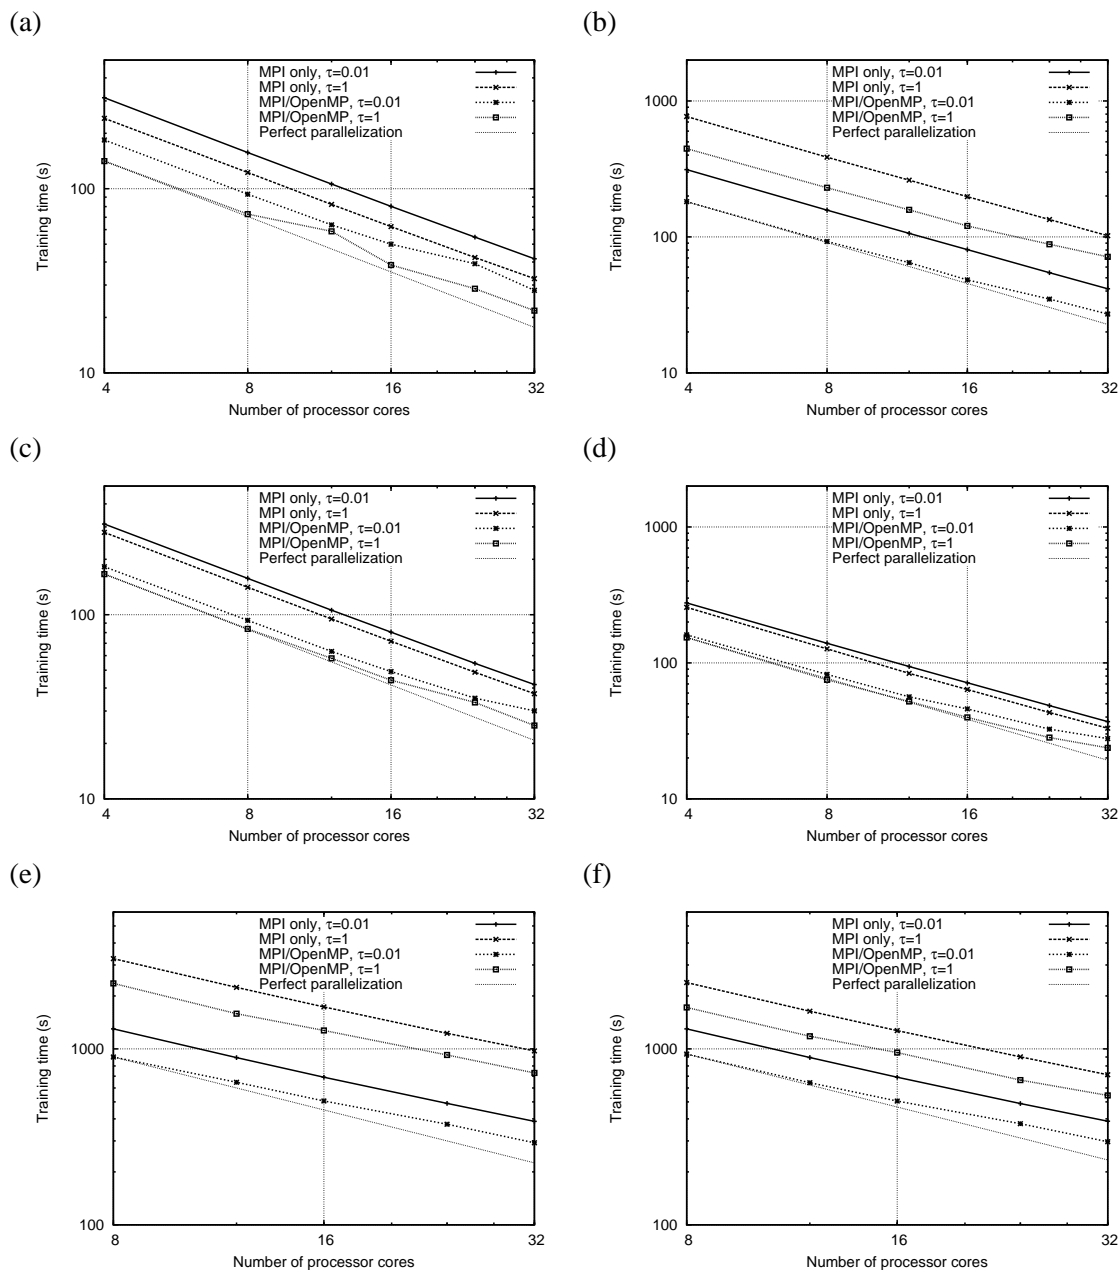 (a)
MPI only, τ=0.01
MPI only, τ=1
MPI/OpenMP, τ=0.01
MPI/OpenMP, τ=1
Perfect parallelization
100
10
4
8
16
32
Training time (s)
Number of processor cores
(b)
MPI only, τ=0.01
MPI only, τ=1
MPI/OpenMP, τ=0.01
MPI/OpenMP, τ=1
Perfect parallelization
1000
100
10
4
8
16
32
Training time (s)
Number of processor cores
(c)
MPI only, τ=0.01
MPI only, τ=1
MPI/OpenMP, τ=0.01
MPI/OpenMP, τ=1
Perfect parallelization
100
10
4
8
16
32
Training time (s)
Number of processor cores
(d)
MPI only, τ=0.01
MPI only, τ=1
MPI/OpenMP, τ=0.01
MPI/OpenMP, τ=1
Perfect parallelization
1000
100
10
4
8
16
32
Training time (s)
Number of processor cores
(e)
MPI only, τ=0.01
MPI only, τ=1
MPI/OpenMP, τ=0.01
MPI/OpenMP, τ=1
Perfect parallelization
1000
100
8
16
32
Training time (s)
Number of processor cores
(f)
MPI only, τ=0.01
MPI only, τ=1
MPI/OpenMP, τ=0.01
MPI/OpenMP, τ=1
Perfect parallelization
1000
100
8
16
32
Training time (s)
Number of processor cores